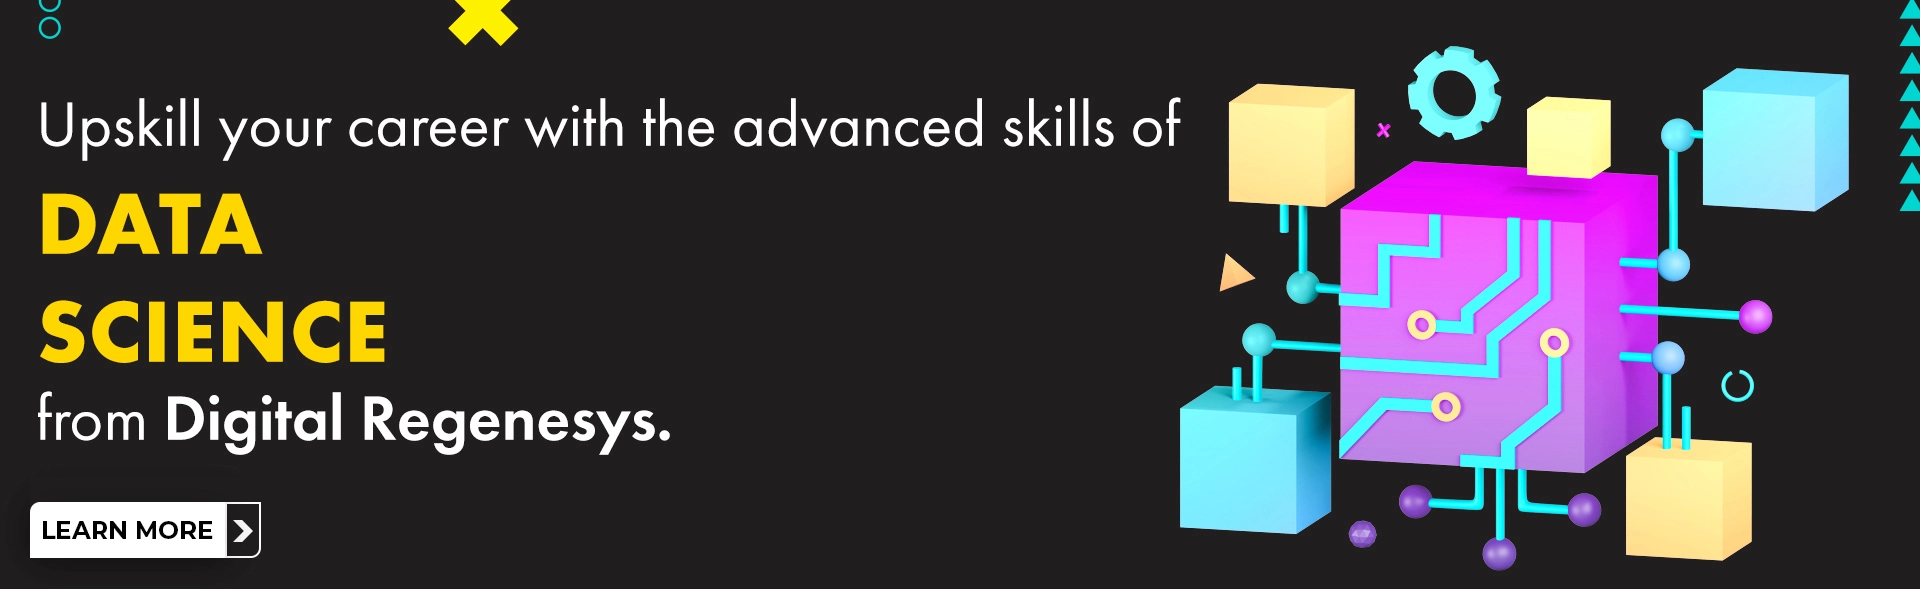 Upskill your career with the advanced skills of
DATA
SCIENCE
from Digital Regenesys.
LEARN MORE